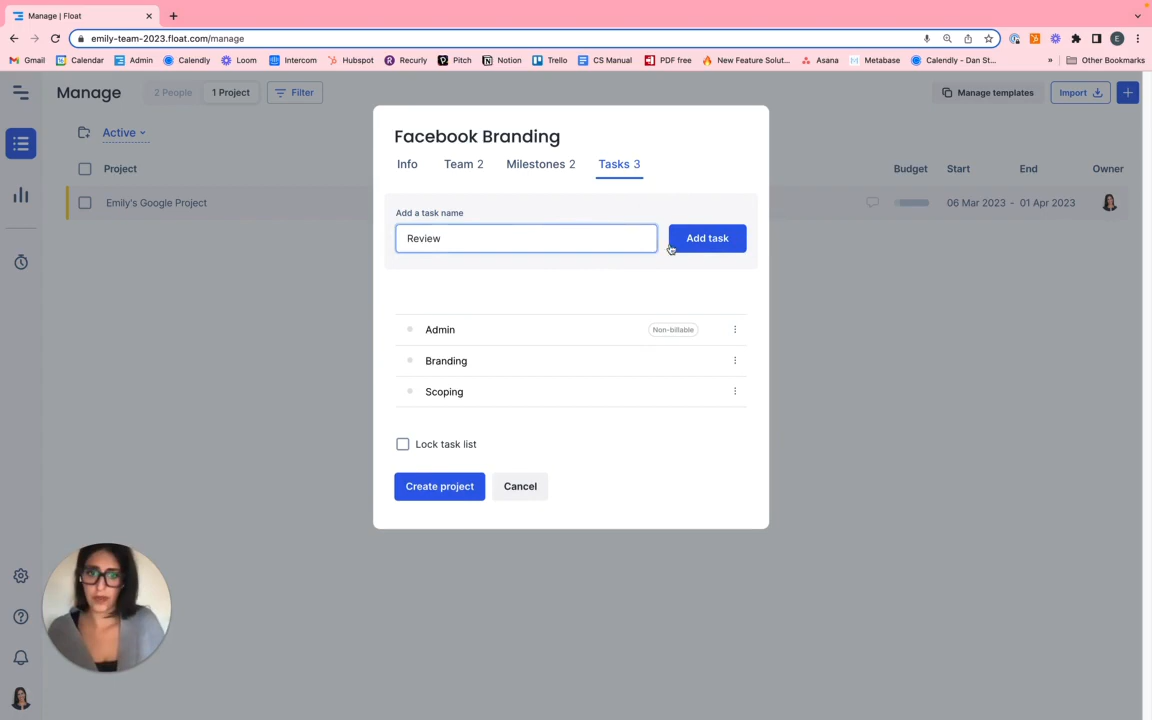 Manage | Float
emily-team-2023.float.com/manage
E
Gmail Calendar Admin Calendly Loom Intercom Hubspot Recurly Pitch Notion Trello CS Manual PDF free New Feature Solut... Asana Metabase Calendly - Dan St... » Other Bookmarks
Manage 2 People 1 Project Filter Manage templates Import
Active
Project Budget Start End Owner
Emily's Google Project 06 Mar 2023 - 01 Apr 2023
Facebook Branding
Info Team 2 Milestones 2 Tasks 3
Add a task name
Review Add task
Admin Non-billable
Branding
Scoping
Lock task list
Create project Cancel